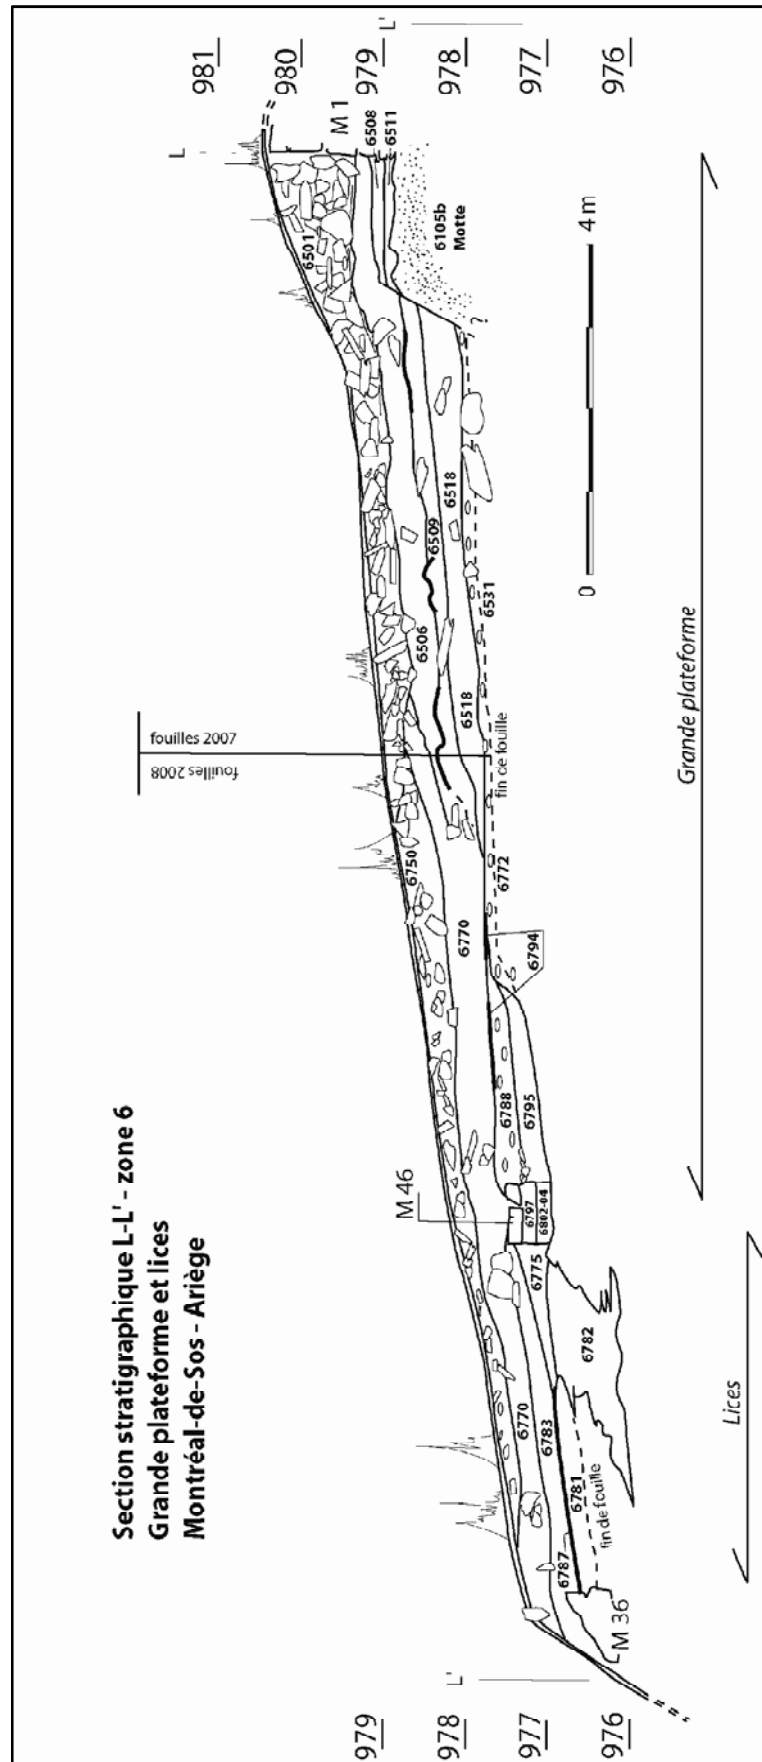 Section stratigraphique L-L' - zone 6
Grande plateforme et lices
Montréal-de-Sos - Ariège
979
978
977
976
L'
M 36
6787
6781
fin de fouille
6783
6770
6782
6775
M 46
6797
6802-04
6795
6788
6794
6770
6750
6772
fouilles 2008
fouilles 2007
fin de fouille
6518
6506
6531
6509
6518
6501
?
6105b
Motte
M 1
6508
6511
L
L'
981
980
979
978
977
976
0
4 m
Lices
Grande plateforme